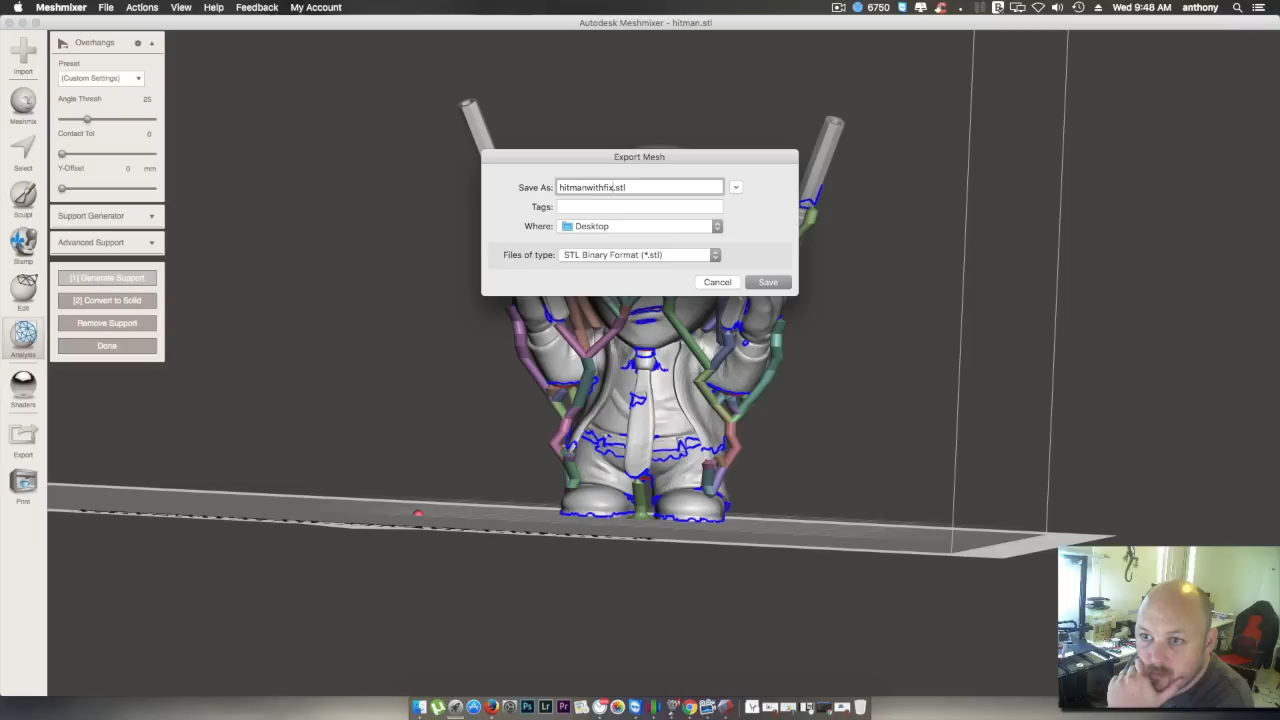 Meshmixer File Actions View Help Feedback My Account
6750
Wed 9:48 AM anthony
Autodesk Meshmixer - hitman.stl
Import
Meshmix
Select
Sculpt
Stamp
Edit
Analysis
Shaders
Export
Print
Overhangs
Preset
(Custom Settings)
Angle Thresh 25
Contact Tol 0
Y-Offset 0 mm
Support Generator
Advanced Support
[1] Generate Support
[2] Convert to Solid
Remove Support
Done
Export Mesh
Save As: hitmanwithfix.stl
Tags:
Where: Desktop
Files of type: STL Binary Format (*.stl)
Cancel Save
Ps Lr Pr